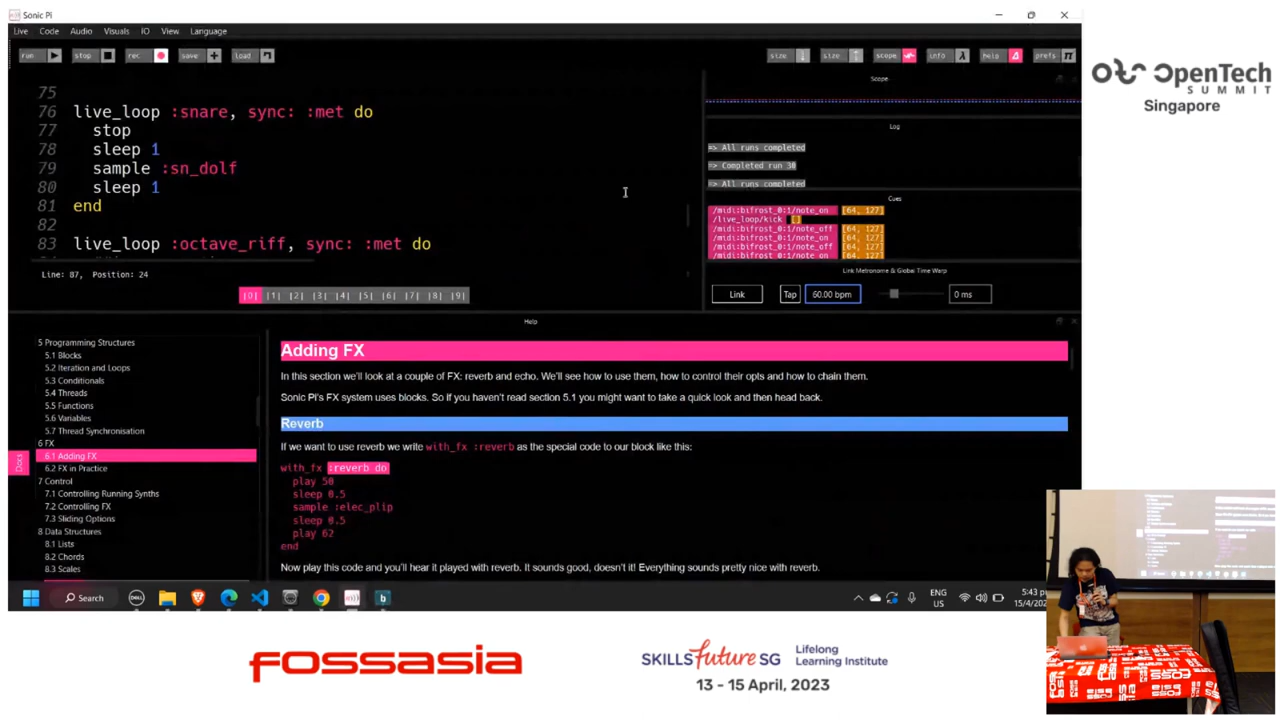 Sonic Pi
Live Code Audio Visuals IO View Language
run stop rec save load size size scope info help prefs
75
76 live_loop :snare, sync: :met do
77 stop
78 sleep 1
79 sample :sn_dolf
80 sleep 1
81 end
82
83 live_loop :octave_riff, sync: :met do
Line: 87, Position: 24
|0| |1| |2| |3| |4| |5| |6| |7| |8| |9|
Scope
Log
=> All runs completed
=> Completed run 30
=> All runs completed
Cues
/midi:bifrost_0:1/note_on [64, 127]
/live_loop/kick []
/midi:bifrost_0:1/note_off [64, 127]
/midi:bifrost_0:1/note_on [64, 127]
/midi:bifrost_0:1/note_off [64, 127]
/midi:bifrost_0:1/note_on [64, 127]
Link Metronome & Global Time Warp
Link Tap 60.00 bpm 0 ms
Help
Docs
5 Programming Structures
5.1 Blocks
5.2 Iteration and Loops
5.3 Conditionals
5.4 Threads
5.5 Functions
5.6 Variables
5.7 Thread Synchronisation
6 FX
6.1 Adding FX
6.2 FX in Practice
7 Control
7.1 Controlling Running Synths
7.2 Controlling FX
7.3 Sliding Options
8 Data Structures
8.1 Lists
8.2 Chords
8.3 Scales
Adding FX
In this section we'll look at a couple of FX: reverb and echo. We'll see how to use them, how to control their opts and how to chain them.
Sonic Pi's FX system uses blocks. So if you haven't read section 5.1 you might want to take a quick look and then head back.
Reverb
If we want to use reverb we write with_fx :reverb as the special code to our block like this:
with_fx :reverb do
play 50
sleep 0.5
sample :elec_plip
sleep 0.5
play 62
end
Now play this code and you'll hear it played with reverb. It sounds good, doesn't it! Everything sounds pretty nice with reverb.
Search
DELL
ENG
US
5:43 p
15/4/202
OpenTech
SUMMIT
Singapore
FOSSASIA
SKILLS future SG
Lifelong
Learning Institute
13 - 15 April, 2023